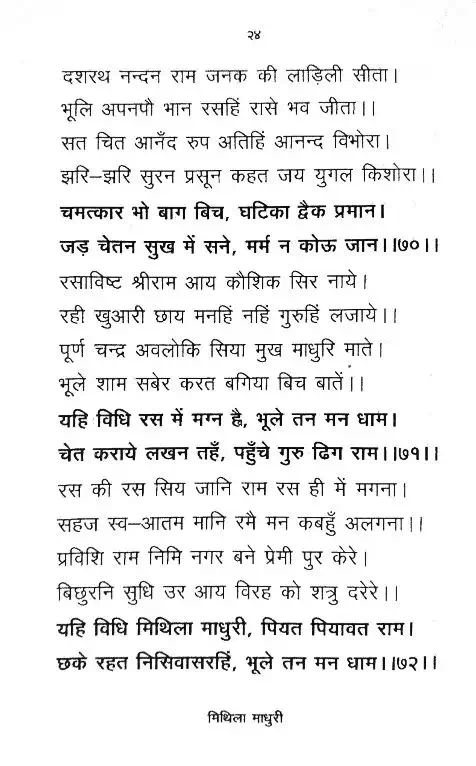 २४
दशरथ नन्दन राम जनक की लाड़िली सीता।
भूलि अपनपौ भान रसहिं रासे भव जीता।।
सत चित आनँद रुप अतिहिं आनन्द विभोरा।
झरि–झरि सुरन प्रसून कहत जय युगल किशोरा।।
चमत्कार भो बाग बिच, घटिका द्वैक प्रमान।
जड़ चेतन सुख में सने, मर्म न कोऊ जान।।७०।।
रसाविष्ट श्रीराम आय कौशिक सिर नाये।
रही खुआरी छाय मनहिं नहिं गुरुहिं लजाये।।
पूर्ण चन्द्र अवलोकि सिया मुख माधुरि माते।
भूले शाम सबेर करत बगिया बिच बातें।।
यहि विधि रस में मग्न ह्वै, भूले तन मन धाम।
चेत कराये लखन तहँ, पहुँचे गुरु ढिग राम।।७१।।
रस की रस सिय जानि राम रस ही में मगना।
सहज स्व–आतम मानि रमै मन कबहुँ अलगना।।
प्रविशि राम निमि नगर बने प्रेमी पुर केरे।
बिछुरनि सुधि उर आय विरह को शत्रु दरेरे।।
यहि विधि मिथिला माधुरी, पियत पियावत राम।
छके रहत निसिवासरहिं, भूले तन मन धाम।।७२।।
मिथिला माधुरी